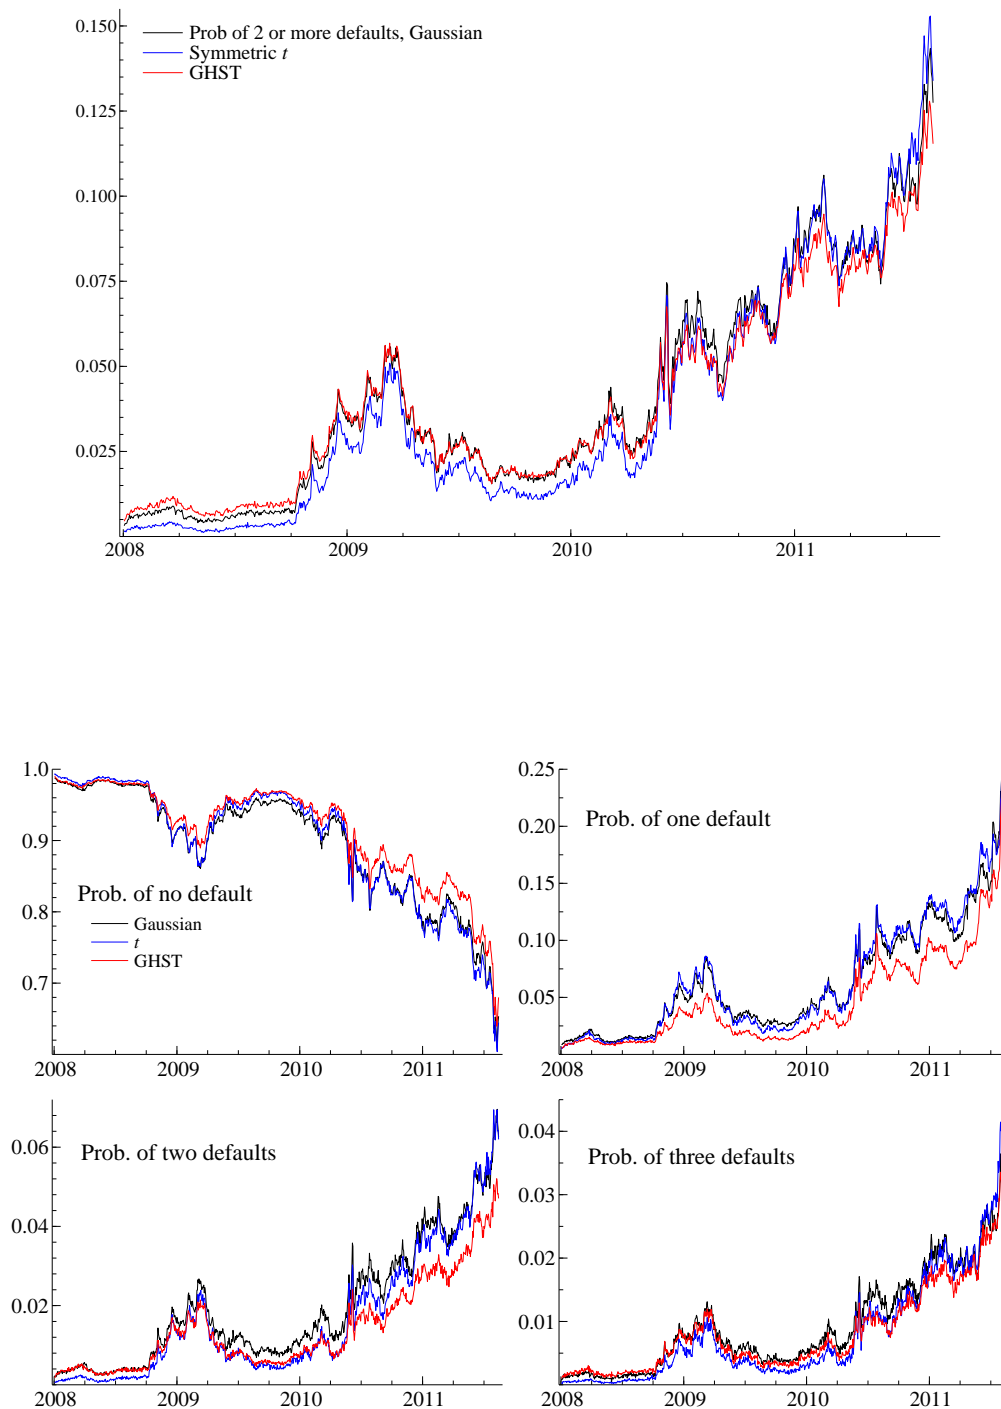 0.150
Prob of 2 or more defaults, Gaussian
Symmetric t
GHST
0.125
0.100
0.075
0.050
0.025
2008 2009 2010 2011
1.0
0.9
0.8
0.7
Prob. of no default
Gaussian
t
GHST
2008 2009 2010 2011
0.25
0.20
0.15
0.10
0.05
Prob. of one default
2008 2009 2010 2011
0.06
0.04
0.02
Prob. of two defaults
2008 2009 2010 2011
0.04
0.03
0.02
0.01
Prob. of three defaults
2008 2009 2010 2011